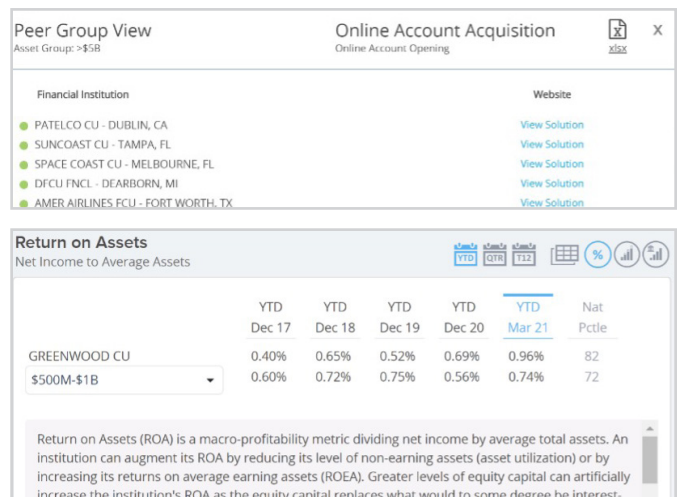 Peer Group View
Asset Group: >$5B
Online Account Acquisition
Online Account Opening
X
xlsx
X
Financial Institution
Website
PATELCO CU - DUBLIN, CA
View Solution
SUNCOAST CU - TAMPA, FL
View Solution
SPACE COAST CU - MELBOURNE, FL
View Solution
DFCU FNCL - DEARBORN, MI
View Solution
AMER AIRLINES FCU - FORT WORTH, TX
View Solution
Return on Assets
Net Income to Average Assets
YTD QTR T12 %
YTD YTD YTD YTD YTD Nat
Dec 17 Dec 18 Dec 19 Dec 20 Mar 21 Pctle
GREENWOOD CU 0.40% 0.65% 0.52% 0.69% 0.96% 82
$500M-$1B 0.60% 0.72% 0.75% 0.56% 0.74% 72
Return on Assets (ROA) is a macro-profitability metric dividing net income by average total assets. An
institution can augment its ROA by reducing its level of non-earning assets (asset utilization) or by
increasing its returns on average earning assets (ROEA). Greater levels of equity capital can artificially
increase the institution's ROA as the equity capital replaces what would to some degree be interest-